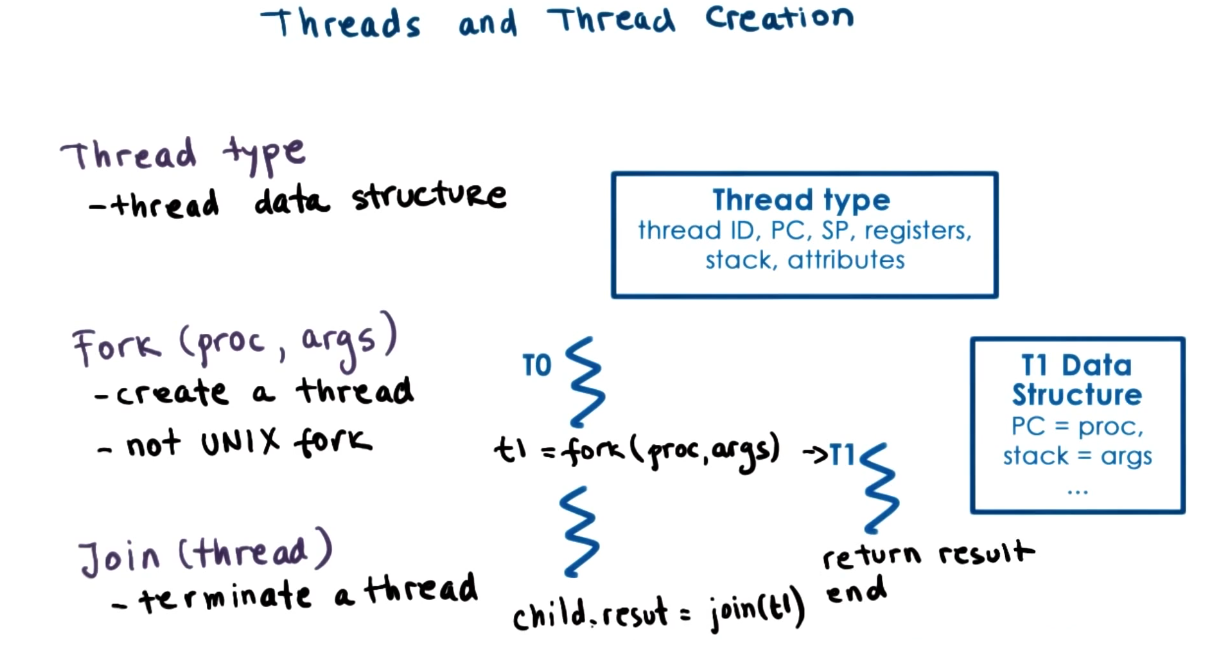 Threads and Thread Creation
Thread type
-thread data structure
Thread type
thread ID, PC, SP, registers,
stack, attributes
Fork (proc, args)
-create a thread
- not UNIX fork
T0
t1 = fork(proc, args) → T1
T1 Data
Structure
PC = proc,
stack = args
...
Join (thread)
- terminate a thread
child.resut = join(t1)
return result
end